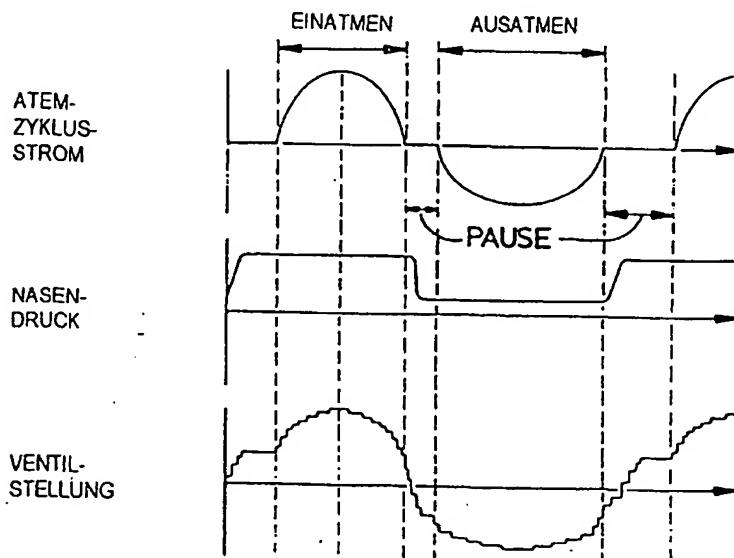 EINATMEN
AUSATMEN
ATEM-
ZYKLUS-
STROM
PAUSE
NASEN-
DRUCK
VENTIL-
STELLUNG